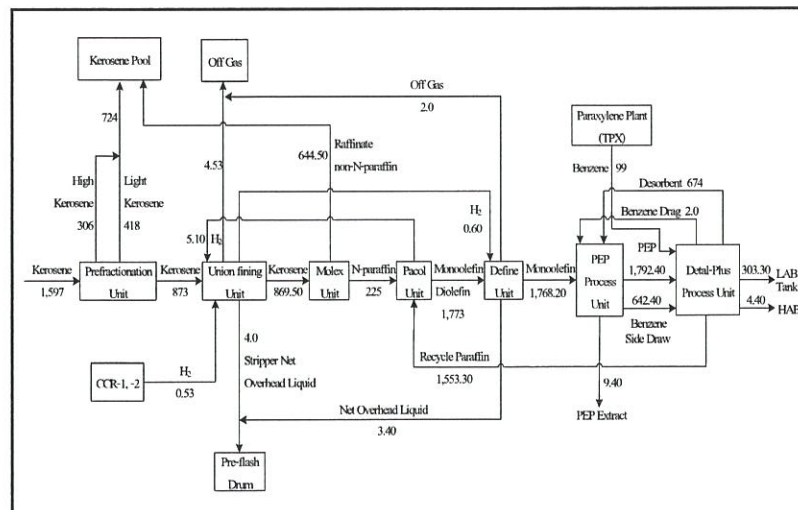 Kerosene Pool
Off Gas
Off Gas
2.0
Paraxylene Plant
(TPX)
724
4.53
644.50
Raffinate
non-N-paraffin
Benzene 99
Desorbent 674
High
Kerosene
306
Light
Kerosene
418
Benzene Drag 2.0
H2
0.60
5.10 H2
PEP
Kerosene
1,597
Prefractionation
Unit
Kerosene
873
Union fining
Unit
Kerosene
869.50
Molex
Unit
N-paraffin
225
Pacol
Unit
Monoolefin
Diolefin
1,773
Define
Unit
Monoolefin
1,768.20
PEP
Process
Unit
1,792.40
642.40
Benzene
Side Draw
Detal-Plus
Process Unit
303.30
LAB
Tank
4.40
HAB
4.0
Stripper Net
Overhead Liquid
CCR-1, -2
H2
0.53
Recycle Paraffin
1,553.30
9.40
PEP Extract
Net Overhead Liquid
3.40
Pre-flash
Drum